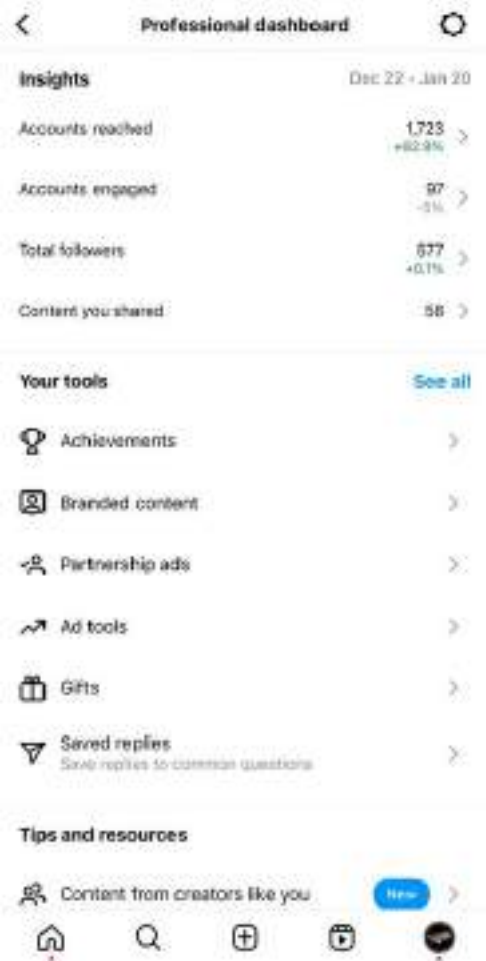 Professional dashboard
Insights
Dec 22 - Jan 20
Accounts reached
1,723
Accounts engaged
97
Total followers
+0.1%
Content you shared
Your tools
See all
Achievements
Branded content
Partnership ads
Ad tools
Gifts
Saved replies
Save replies to common questions
Tips and resources
Content from creators like you
New